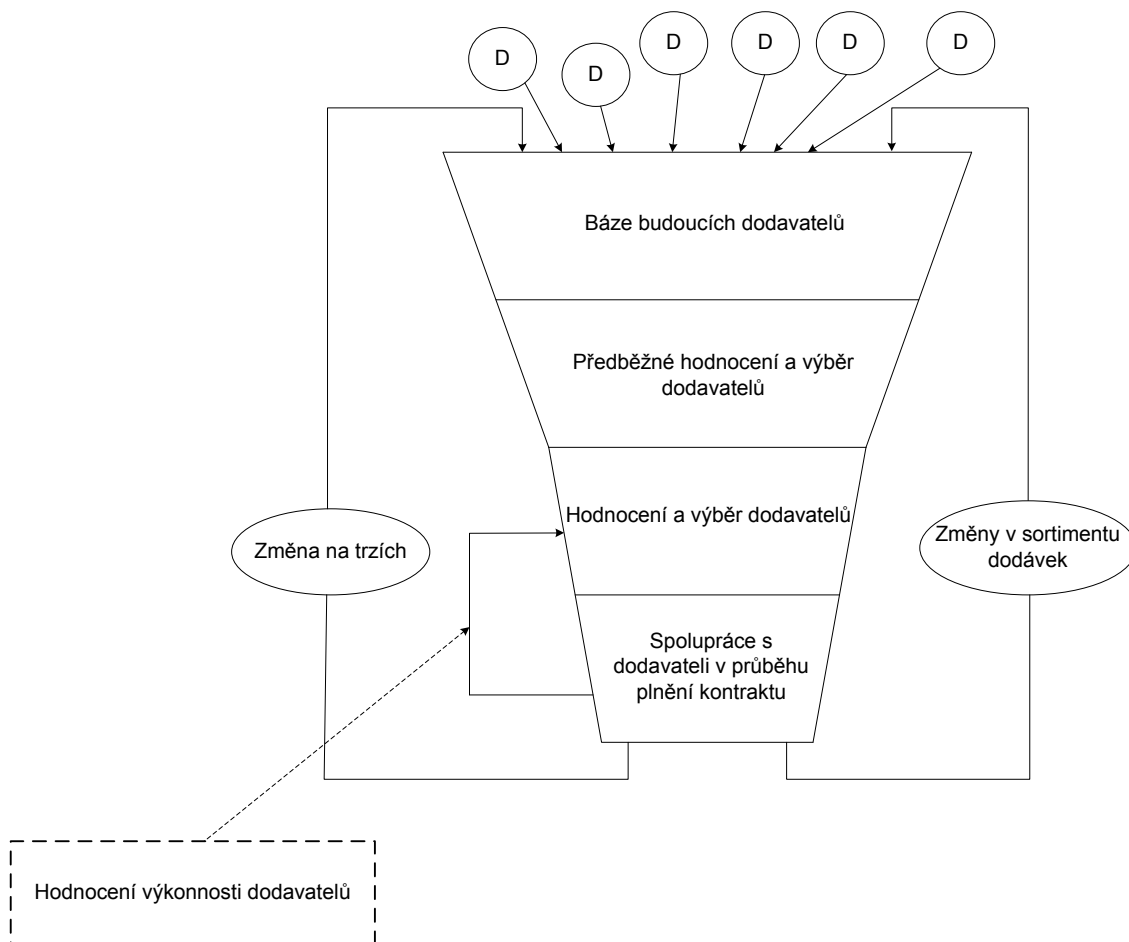 D
D
D
D
D
D
Báze budoucích dodavatelů
Předběžné hodnocení a výběr
dodavatelů
Hodnocení a výběr dodavatelů
Změna na trzích
Změny v sortimentu
dodávek
Spolupráce s
dodavateli v průběhu
plnění kontraktu
Hodnocení výkonnosti dodavatelů